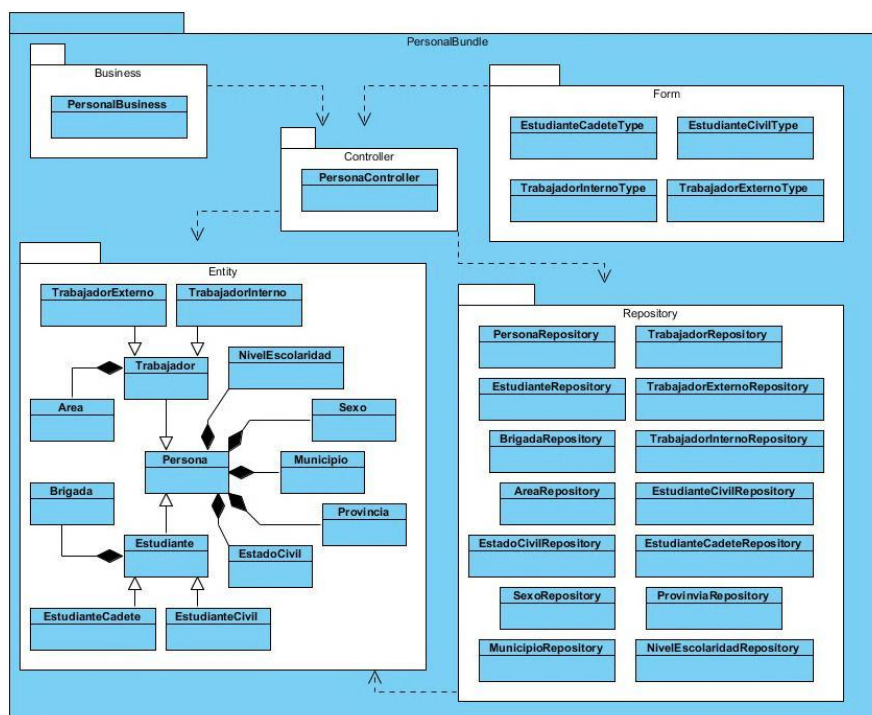 PersonalBundle
Business
PersonalBusiness
Form
EstudianteCadeteType
EstudianteCivilType
TrabajadorInternoType
TrabajadorExternoType
Controller
PersonaController
Entity
TrabajadorExterno
TrabajadorInterno
NivelEscolaridad
Trabajador
Area
Sexo
Persona
Municipio
Brigada
Provincia
Estudiante
EstadoCivil
EstudianteCadete
EstudianteCivil
Repository
PersonaRepository
TrabajadorRepository
EstudianteRepository
TrabajadorExternoRepository
BrigadaRepository
TrabajadorInternoRepository
AreaRepository
EstudianteCivilRepository
EstadoCivilRepository
EstudianteCadeteRepository
SexoRepository
ProvinviaRepository
MunicipioRepository
NivelEscolaridadRepository